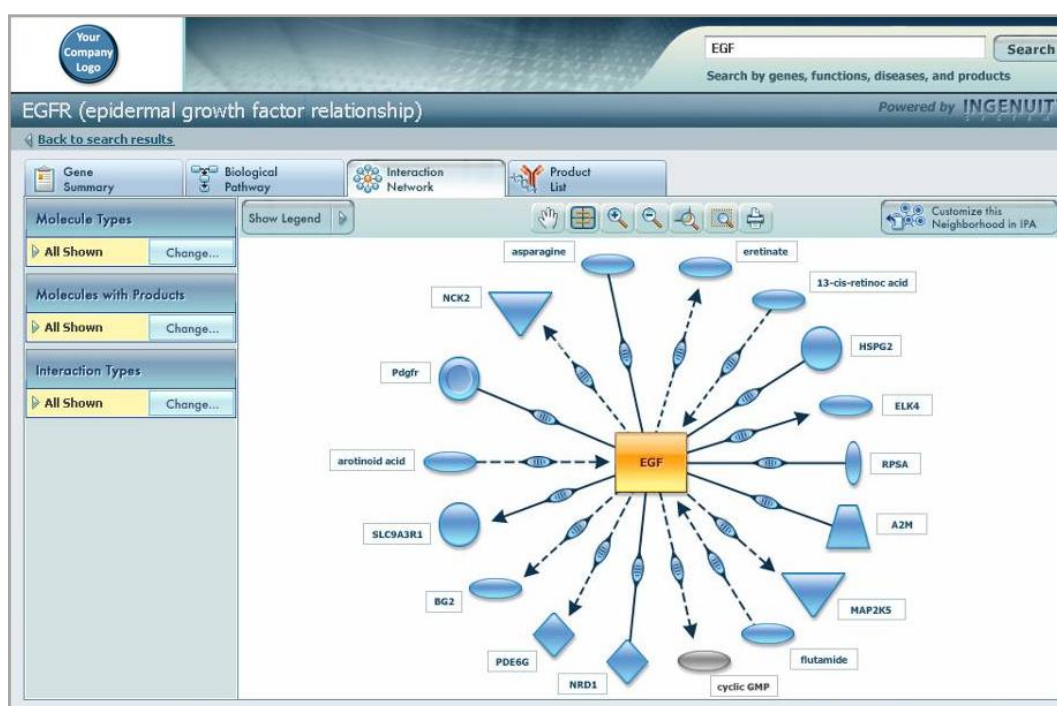 Your
Company
Logo
EGF
Search
Search by genes, functions, diseases, and products
EGFR (epidermal growth factor relationship)
Powered by INGENUIT
Back to search results
Gene
Summary
Biological
Pathway
Interaction
Network
Product
List
Molecule Types
All Shown
Change...
Molecules with Products
All Shown
Change...
Interaction Types
All Shown
Change...
Show Legend
Customize this
Neighborhood in IPA
asparagine
eretinate
NCK2
13-cis-retinoc acid
HSPG2
Pdgfr
ELK4
arotinoid acid
EGF
RPSA
A2M
SLC9A3R1
BG2
MAP2K5
PDE6G
flutamide
NRD1
cyclic GMP